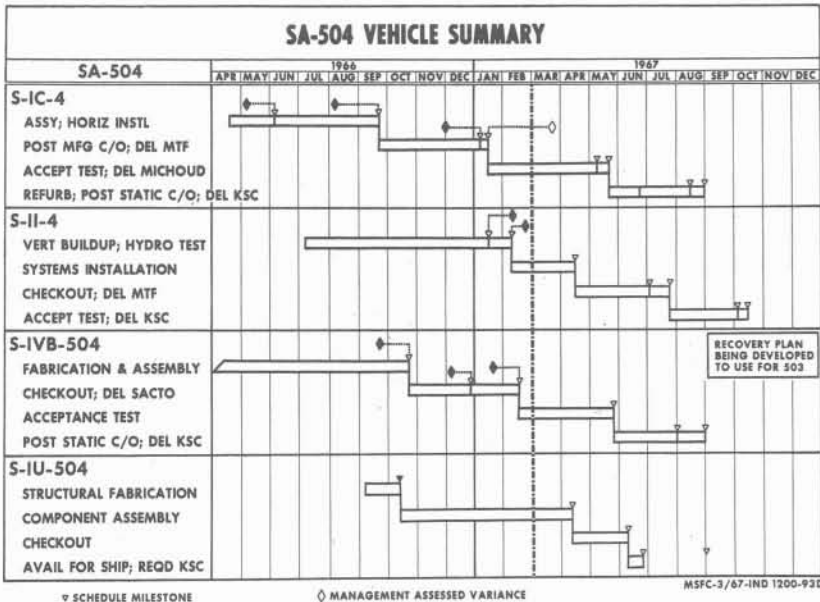 SA-504 VEHICLE SUMMARY
SA-504
1966 1967
APR MAY JUN JUL AUG SEP OCT NOV DEC JAN FEB MAR APR MAY JUN JUL AUG SEP OCT NOV DEC
S-IC-4
ASSY; HORIZ INSTL
POST MFG C/O; DEL MTF
ACCEPT TEST; DEL MICHOUD
REFURB; POST STATIC C/O; DEL KSC
S-II-4
VERT BUILDUP; HYDRO TEST
SYSTEMS INSTALLATION
CHECKOUT; DEL MTF
ACCEPT TEST; DEL KSC
S-IVB-504
FABRICATION & ASSEMBLY
CHECKOUT; DEL SACTO
ACCEPTANCE TEST
POST STATIC C/O; DEL KSC
RECOVERY PLAN
BEING DEVELOPED
TO USE FOR 503
S-IU-504
STRUCTURAL FABRICATION
COMPONENT ASSEMBLY
CHECKOUT
AVAIL FOR SHIP; REQD KSC
SCHEDULE MILESTONE
MANAGEMENT ASSESSED VARIANCE
MSFC-3/67-IND 1200-93D